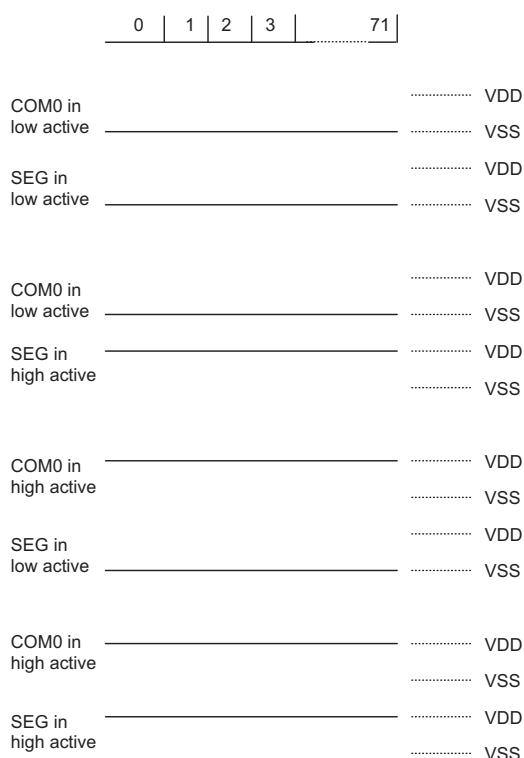 0 1 2 3 71
VDD
COM0 in
low active
VSS
VDD
SEG in
low active
VSS
VDD
COM0 in
low active
VSS
VDD
SEG in
high active
VSS
VDD
COM0 in
high active
VSS
VDD
SEG in
low active
VSS
COM0 in
high active
VDD
VSS
VDD
SEG in
high active
VSS